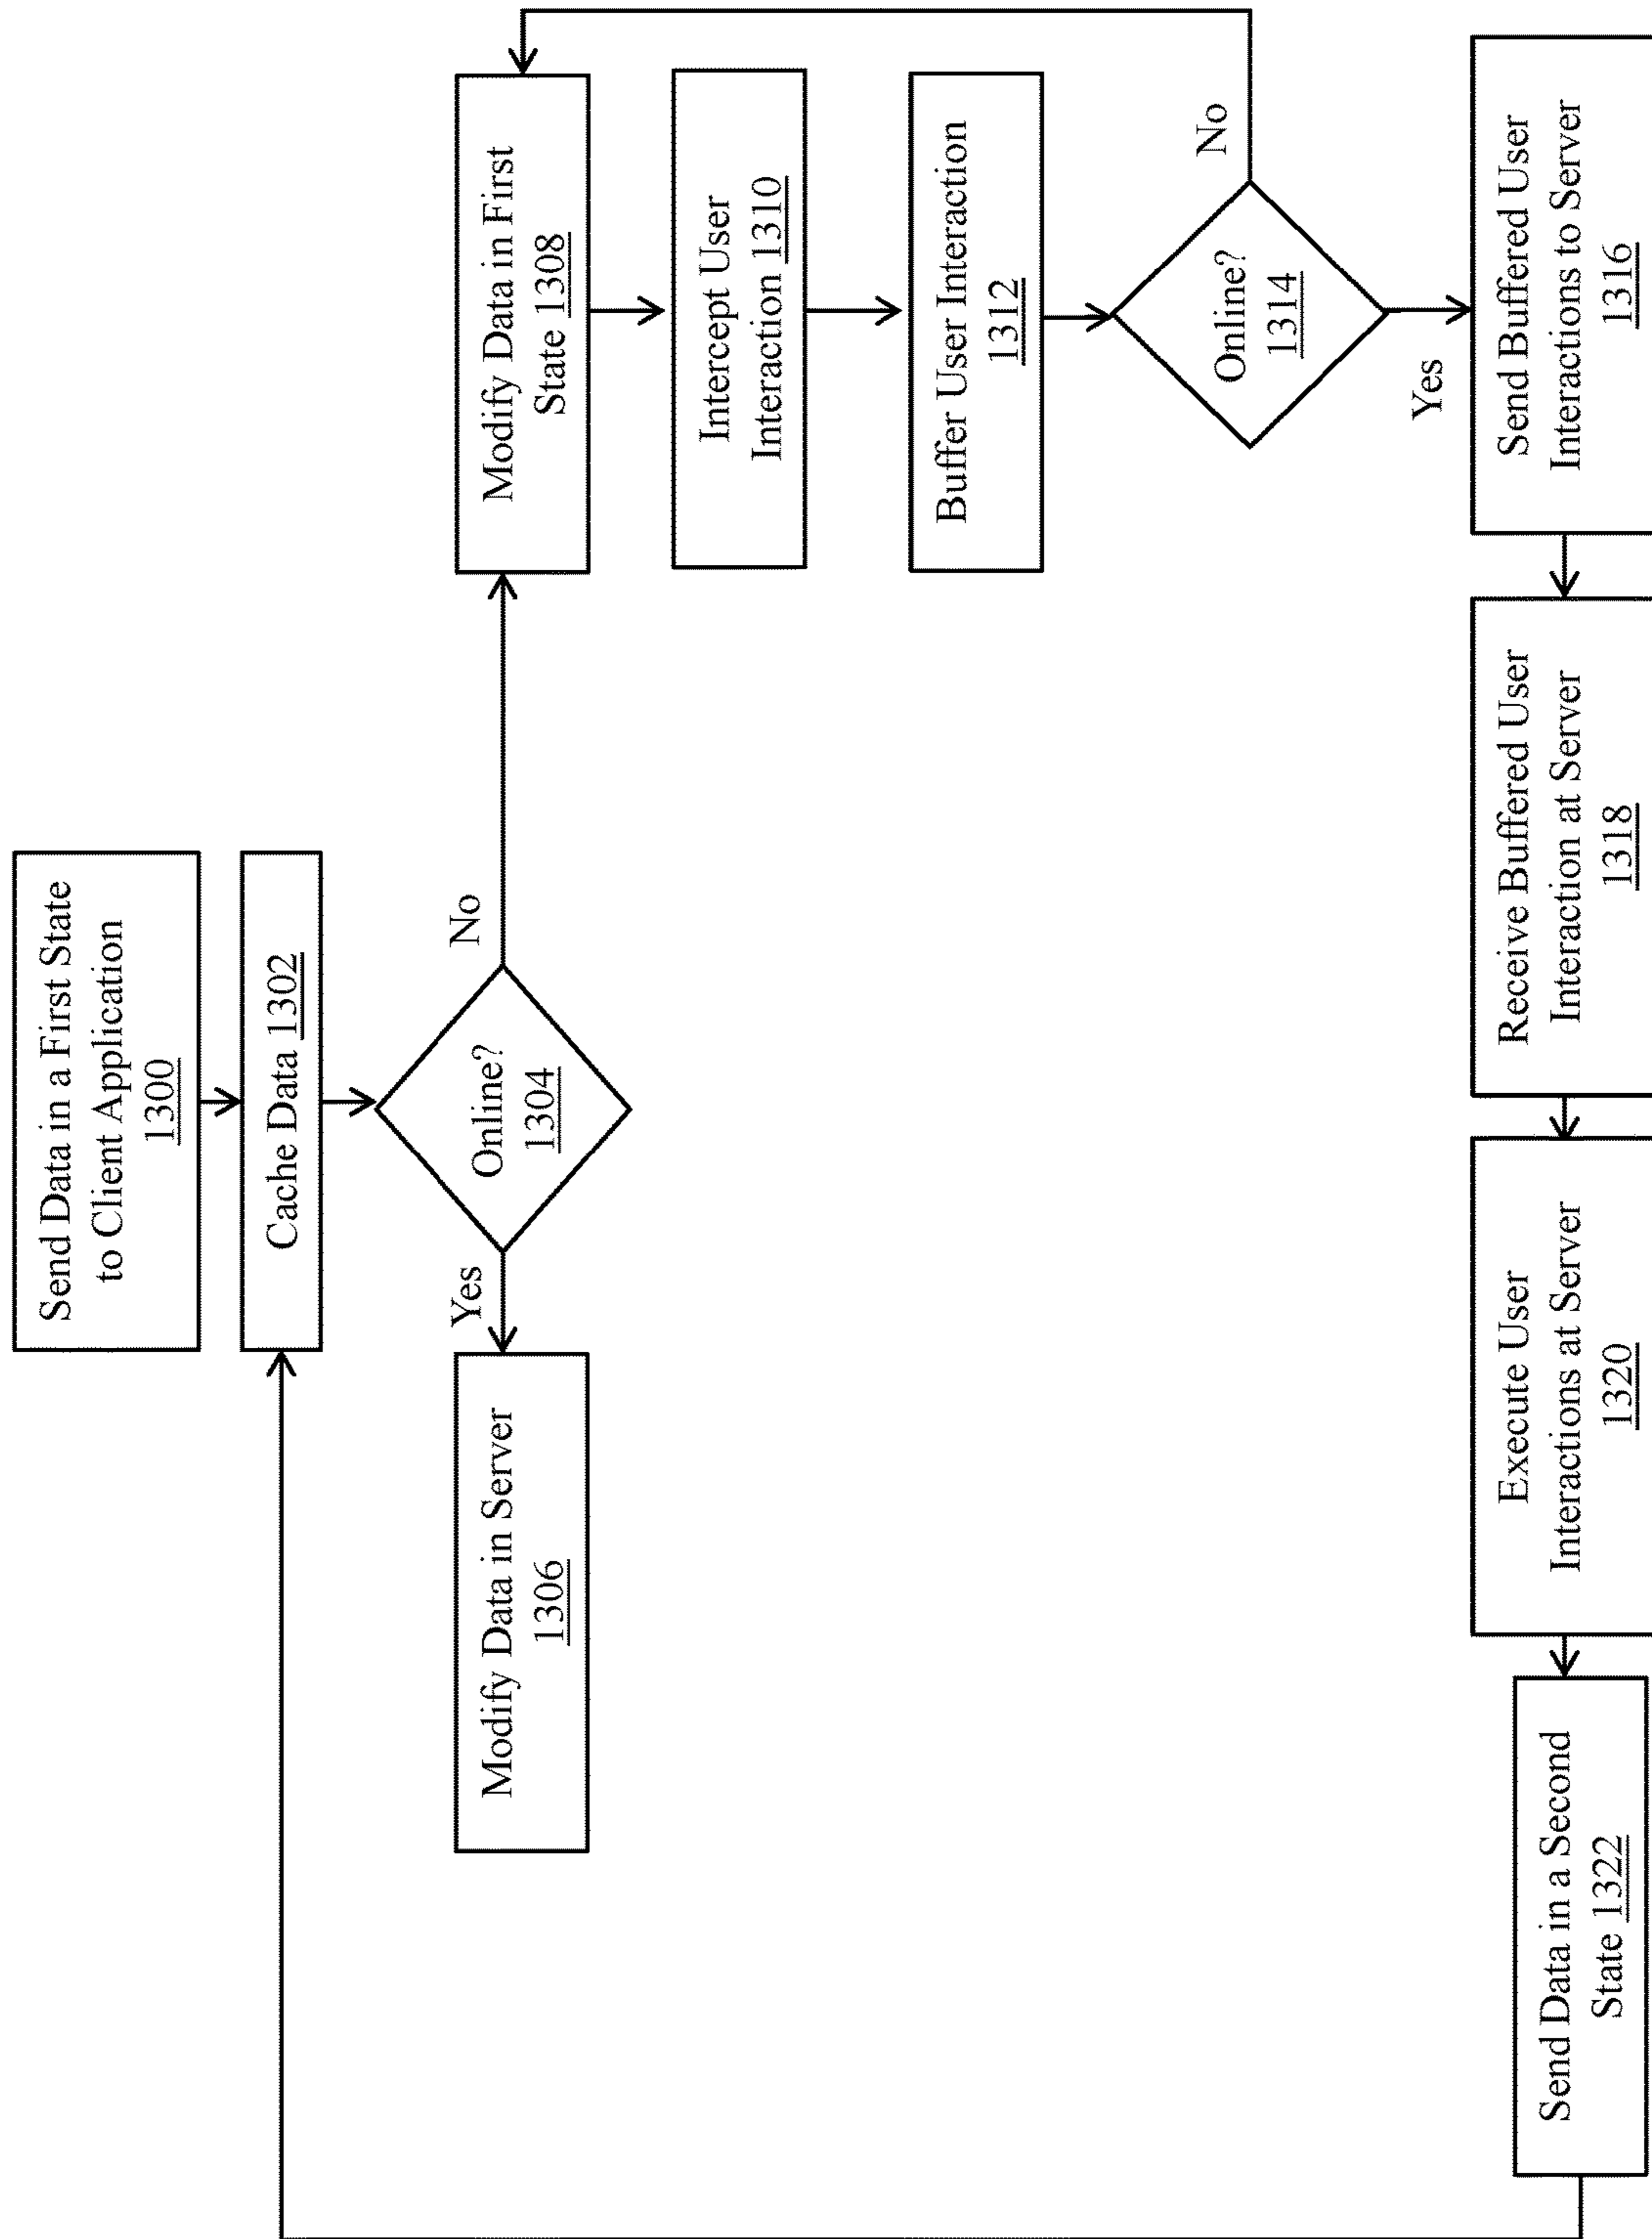 Send Data in a First State
to Client Application
1300
Cache Data 1302
Online?
1304
Yes
No
Modify Data in Server
1306
Modify Data in First
State 1308
Intercept User
Interaction 1310
Buffer User Interaction
1312
Online?
1314
No
Yes
Send Buffered User
Interactions to Server
1316
Receive Buffered User
Interaction at Server
1318
Execute User
Interactions at Server
1320
Send Data in a Second
State 1322